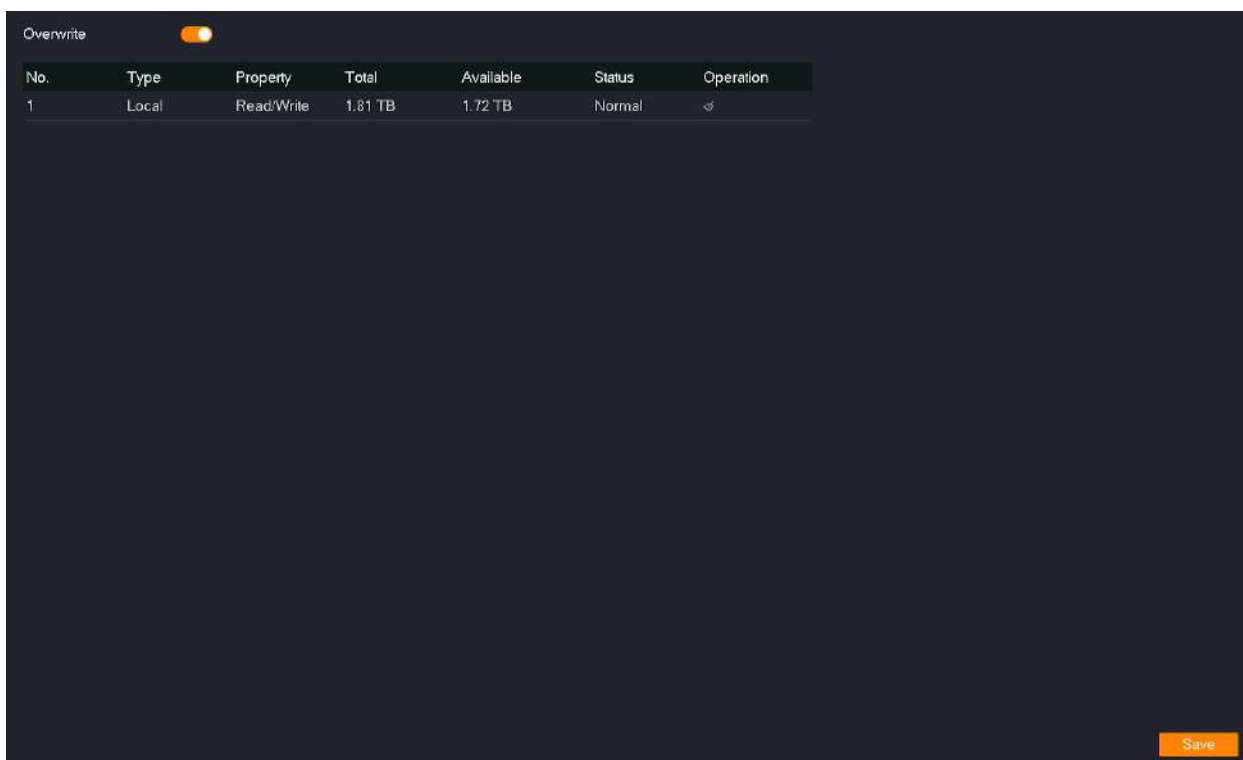 Overwrite
No. Type Property Total Available Status Operation
1 Local Read/Write 1.81 TB 1.72 TB Normal
Save